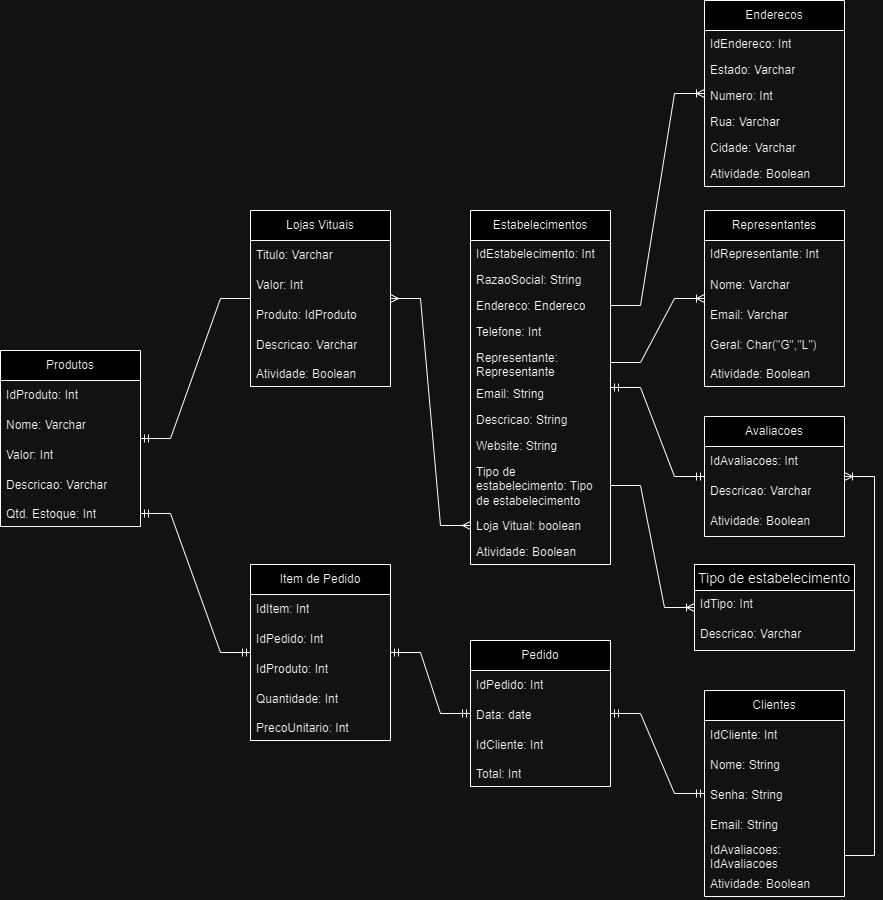 Enderecos
IdEndereco: Int
Estado: Varchar
Numero: Int
Rua: Varchar
Cidade: Varchar
Atividade: Boolean
Lojas Vituais
Titulo: Varchar
Valor: Int
Produto: IdProduto
Descricao: Varchar
Atividade: Boolean
Estabelecimentos
IdEstabelecimento: Int
RazaoSocial: String
Endereco: Endereco
Telefone: Int
Representante:
Representante
Email: String
Descricao: String
Website: String
Tipo de
estabelecimento: Tipo
de estabelecimento
Loja Vitual: boolean
Atividade: Boolean
Representantes
IdRepresentante: Int
Nome: Varchar
Email: Varchar
Geral: Char("G","L")
Atividade: Boolean
Produtos
IdProduto: Int
Nome: Varchar
Valor: Int
Descricao: Varchar
Qtd. Estoque: Int
Avaliacoes
IdAvaliacoes: Int
Descricao: Varchar
Atividade: Boolean
Item de Pedido
IdItem: Int
IdPedido: Int
IdProduto: Int
Quantidade: Int
PrecoUnitario: Int
Tipo de estabelecimento
IdTipo: Int
Descricao: Varchar
Pedido
IdPedido: Int
Data: date
IdCliente: Int
Total: Int
Clientes
IdCliente: Int
Nome: String
Senha: String
Email: String
IdAvaliacoes:
IdAvaliacoes
Atividade: Boolean